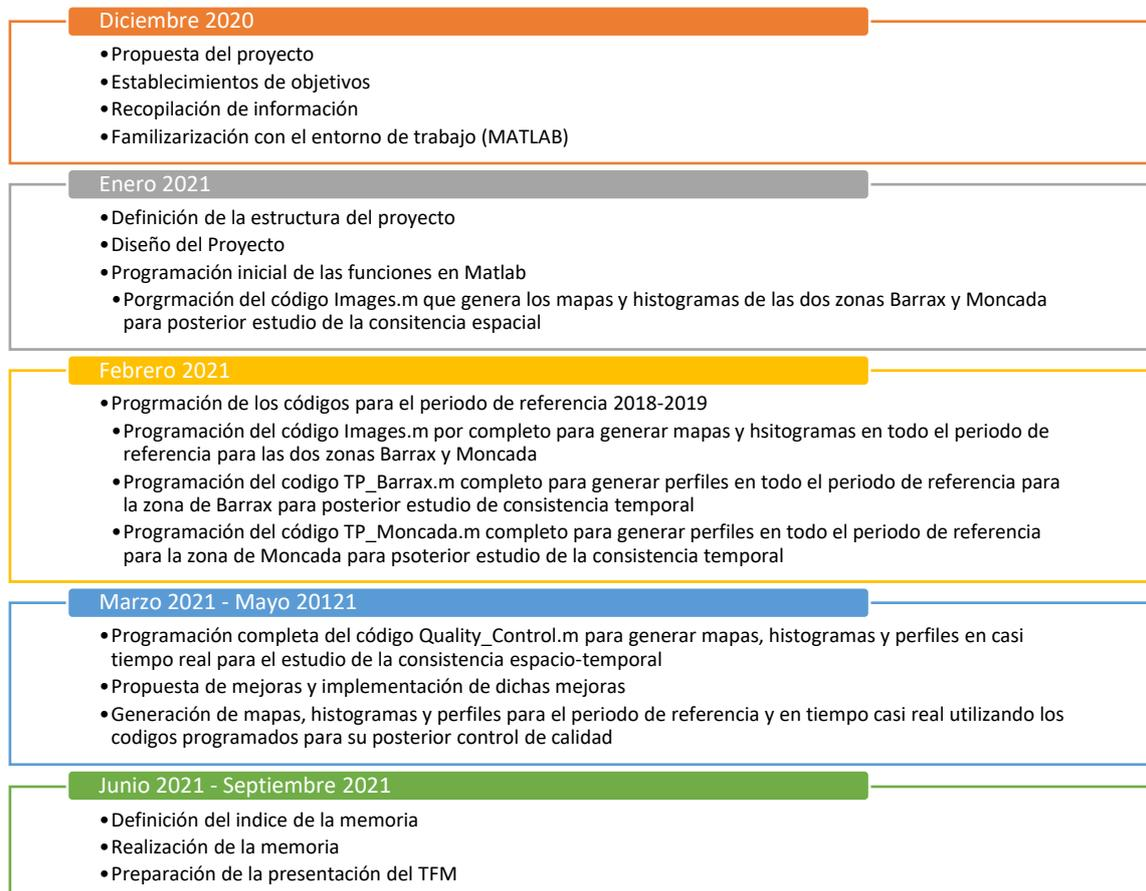 Diciembre 2020
•Propuesta del proyecto
•Establecimientos de objetivos
•Recopilación de información
•Familizarización con el entorno de trabajo (MATLAB)
Enero 2021
•Definición de la estructura del proyecto
•Diseño del Proyecto
•Programación inicial de las funciones en Matlab
•Porgrmación del código Images.m que genera los mapas y histogramas de las dos zonas Barrax y Moncada
para posterior estudio de la consitencia espacial
Febrero 2021
•Progrmación de los códigos para el periodo de referencia 2018-2019
•Programación del código Images.m por completo para generar mapas y hsitogramas en todo el periodo de
referencia para las dos zonas Barrax y Moncada
•Programación del codigo TP_Barrax.m completo para generar perfiles en todo el periodo de referencia para
la zona de Barrax para posterior estudio de consistencia temporal
•Programación del código TP_Moncada.m completo para generar perfiles en todo el periodo de referencia
para la zona de Moncada para psoterior estudio de la consistencia temporal
Marzo 2021 - Mayo 20121
•Programación completa del código Quality_Control.m para generar mapas, histogramas y perfiles en casi
tiempo real para el estudio de la consistencia espacio-temporal
•Propuesta de mejoras y implementación de dichas mejoras
•Generación de mapas, histogramas y perfiles para el periodo de referencia y en tiempo casi real utilizando los
codigos programados para su posterior control de calidad
Junio 2021 - Septiembre 2021
•Definición del indice de la memoria
•Realización de la memoria
•Preparación de la presentación del TFM